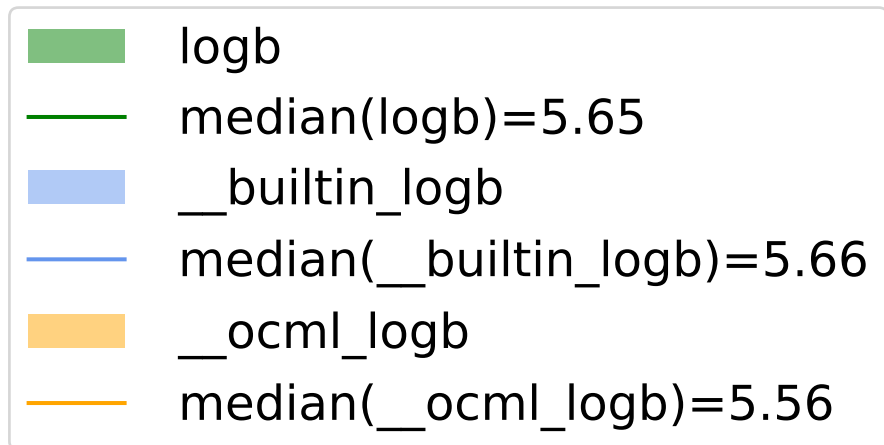 logb
median(logb)=5.65
__builtin_logb
median(__builtin_logb)=5.66
__ocml_logb
median(__ocml_logb)=5.56